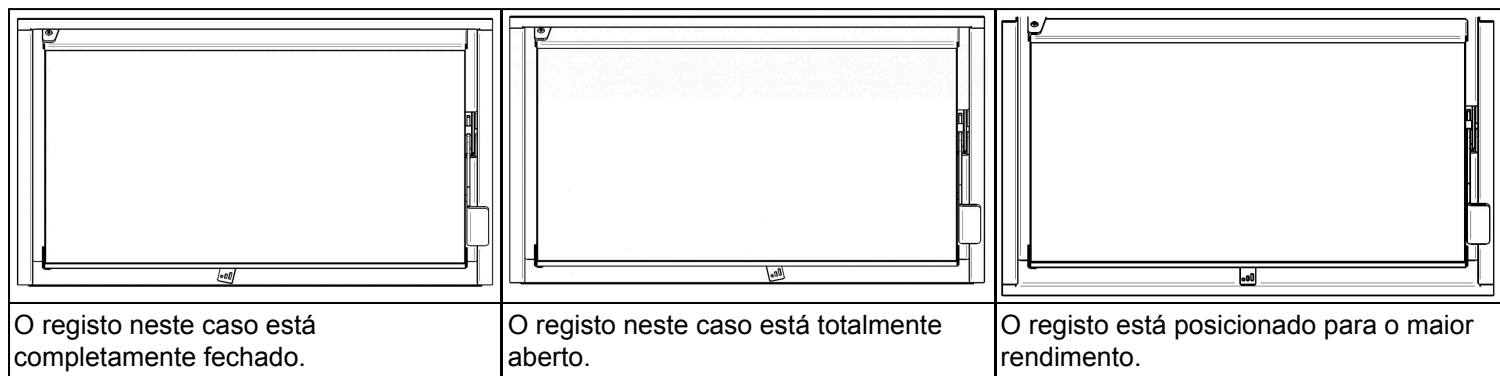 O registo neste caso está
completamente fechado.
O registo neste caso está totalmente
aberto.
O registo está posicionado para o maior
rendimento.